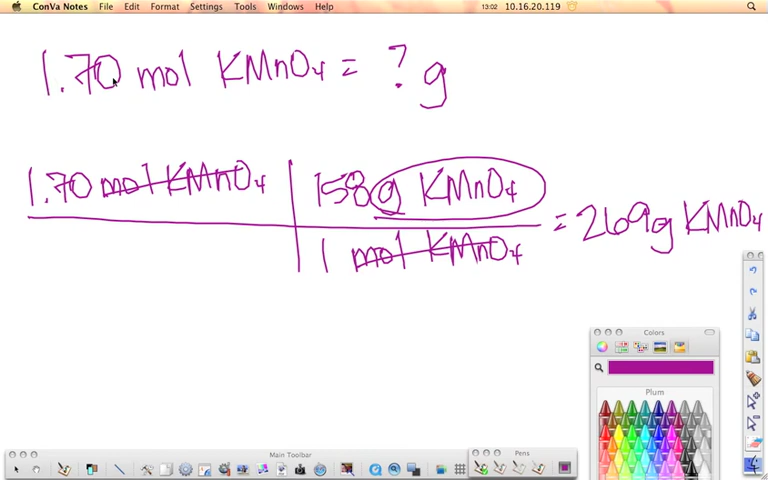 ConVa Notes File Edit Format Settings Tools Windows Help 13:02 10.16.20.119
1.70 mol KMnO4 = ? g
1.70 mol KMnO4 | 158 g KMnO4
1 mol KMnO4
= 269g KMnO4
Colors
Plum
Main Toolbar
Pens